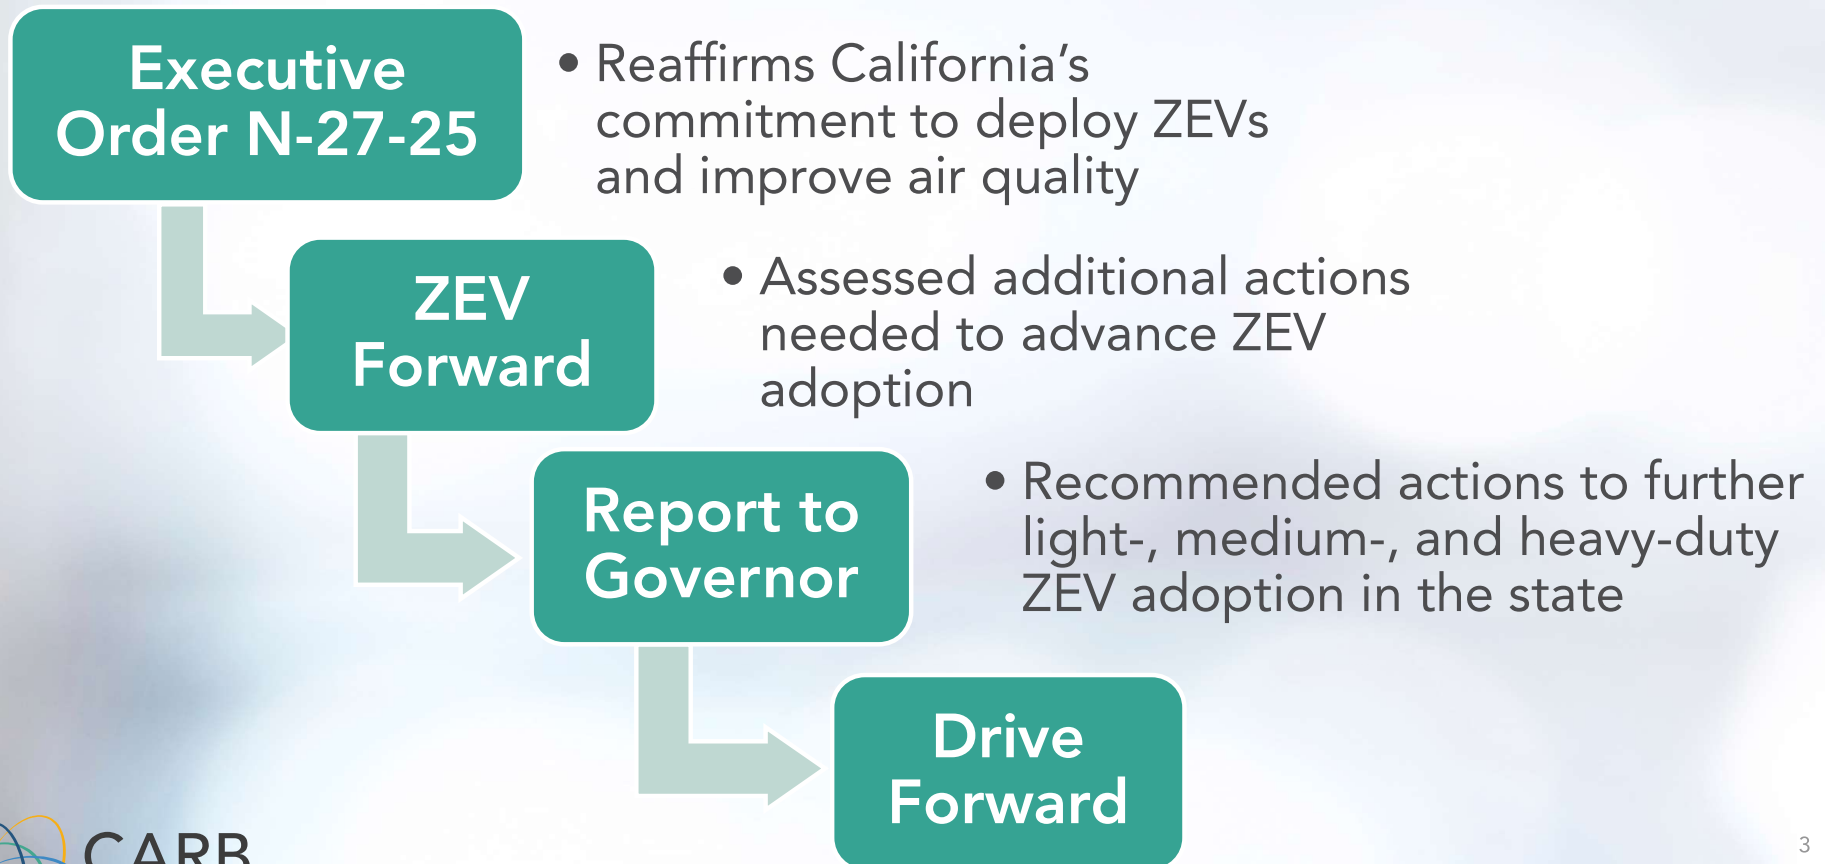 Executive
Order N-27-25
• Reaffirms California’s
commitment to deploy ZEVs
and improve air quality
ZEV
Forward
• Assessed additional actions
needed to advance ZEV
adoption
Report to
Governor
• Recommended actions to further
light-, medium-, and heavy-duty
ZEV adoption in the state
Drive
Forward
CARB
3